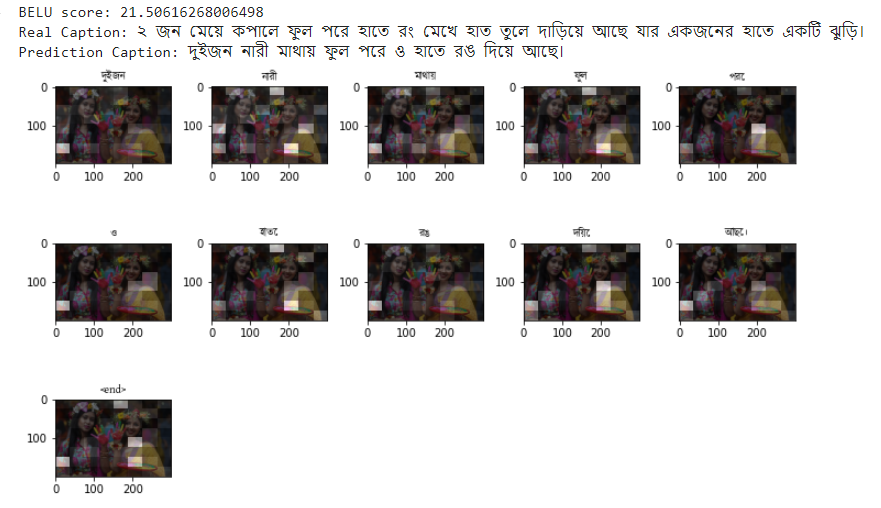 BELU score: 21.50616268006498
Real Caption: ২ জন মেয়ে কপালে ফুল পরে হাতে রং মেখে হাত তুলে দাড়িয়ে আছে যার একজনের হাতে একটি ঝুড়ি।
Prediction Caption: দুইজন নারী মাথায় ফুল পরে ও হাতে রঙ দিয়ে আছে।
দুইজন নারী মাথায় ফুল পরে
0 0 0 0 0
100 100 100 100 100
0 100 200 0 100 200 0 100 200 0 100 200 0 100 200
ও হাতে রঙ দিয়ে আছে।
0 0 0 0 0
100 100 100 100 100
0 100 200 0 100 200 0 100 200 0 100 200 0 100 200
<end>
0
100
0 100 200